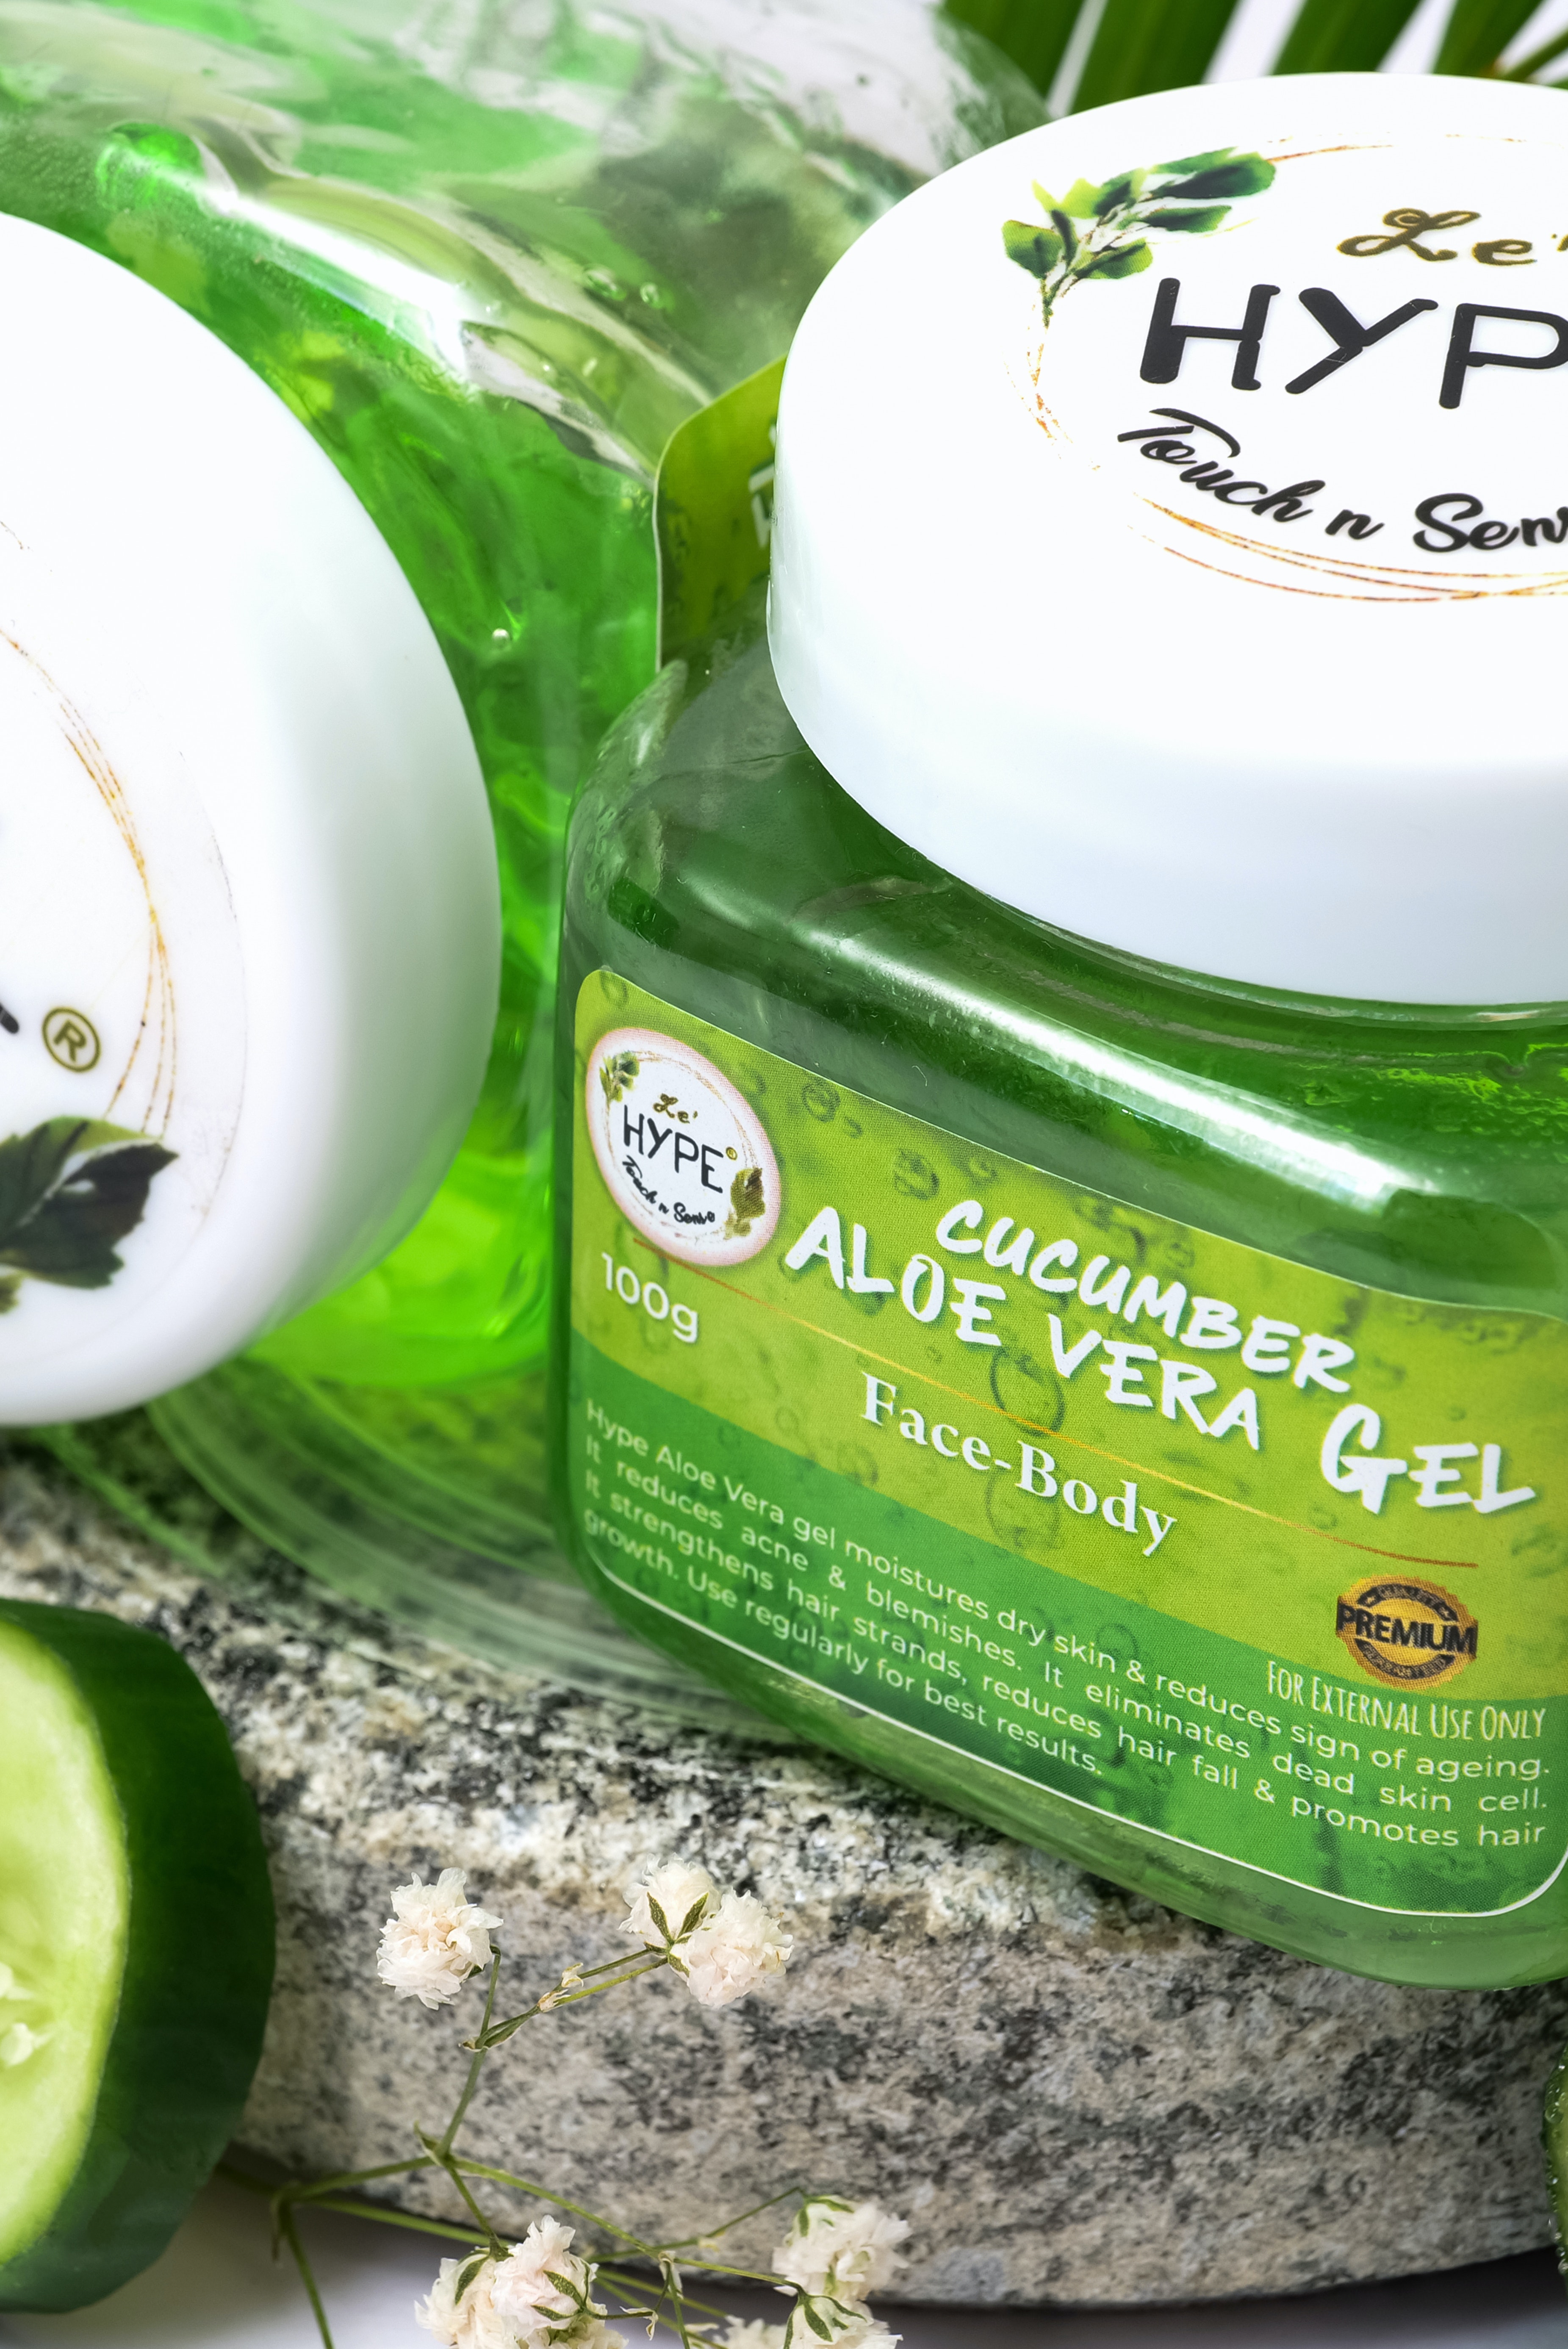 Le'
HYP
Touch n Sens
®
Le'
HYPE®
Touch n Sense
100g
CUCUMBER
ALOE VERA GEL
Face-Body
PREMIUM
FOR EXTERNAL USE ONLY
Hype Aloe Vera gel moistures dry skin & reduces sign of ageing.
It reduces acne & blemishes. It eliminates dead skin cell.
It strengthens hair strands, reduces hair fall & promotes hair
growth. Use regularly for best results.